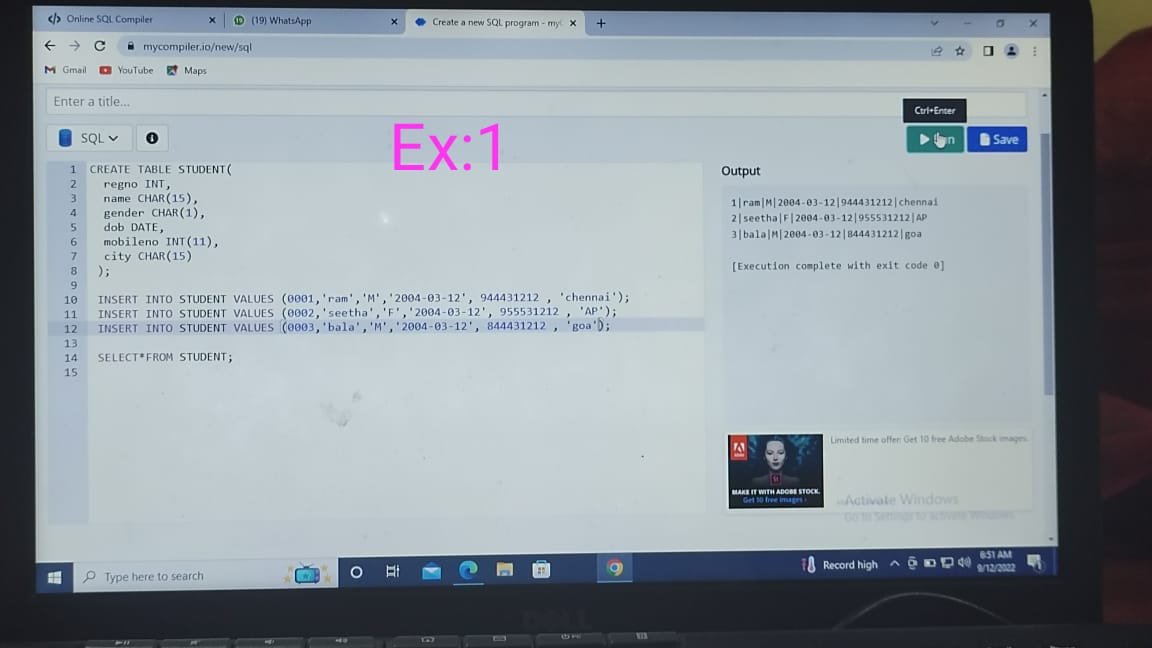 Online SQL Compiler
(19) WhatsApp
Create a new SQL program - my
mycompiler.io/new/sql
Gmail YouTube Maps
Enter a title...
Ctrl+Enter
SQL
Save
Ex:1
1 CREATE TABLE STUDENT(
2 regno INT,
3 name CHAR(15),
4 gender CHAR(1),
5 dob DATE,
6 mobileno INT(11),
7 city CHAR(15)
8 );
9
10 INSERT INTO STUDENT VALUES (0001,'ram','M','2004-03-12', 944431212 , 'chennai');
11 INSERT INTO STUDENT VALUES (0002,'seetha','F','2004-03-12', 955531212 , 'AP');
12 INSERT INTO STUDENT VALUES (0003,'bala','M','2004-03-12', 844431212 , 'goa');
13
14 SELECT*FROM STUDENT;
15
Output
1|ram|M|2004-03-12|944431212|chennai
2|seetha|F|2004-03-12|955531212|AP
3|bala|M|2004-03-12|844431212|goa
[Execution complete with exit code 0]
Limited time offer: Get 10 free Adobe Stock images.
MAKE IT WITH ADOBE STOCK.
Get 10 free images ›
Activate Windows
Go to Settings to activate Windows.
Type here to search
Record high
8:51 AM
9/12/2022
DELL